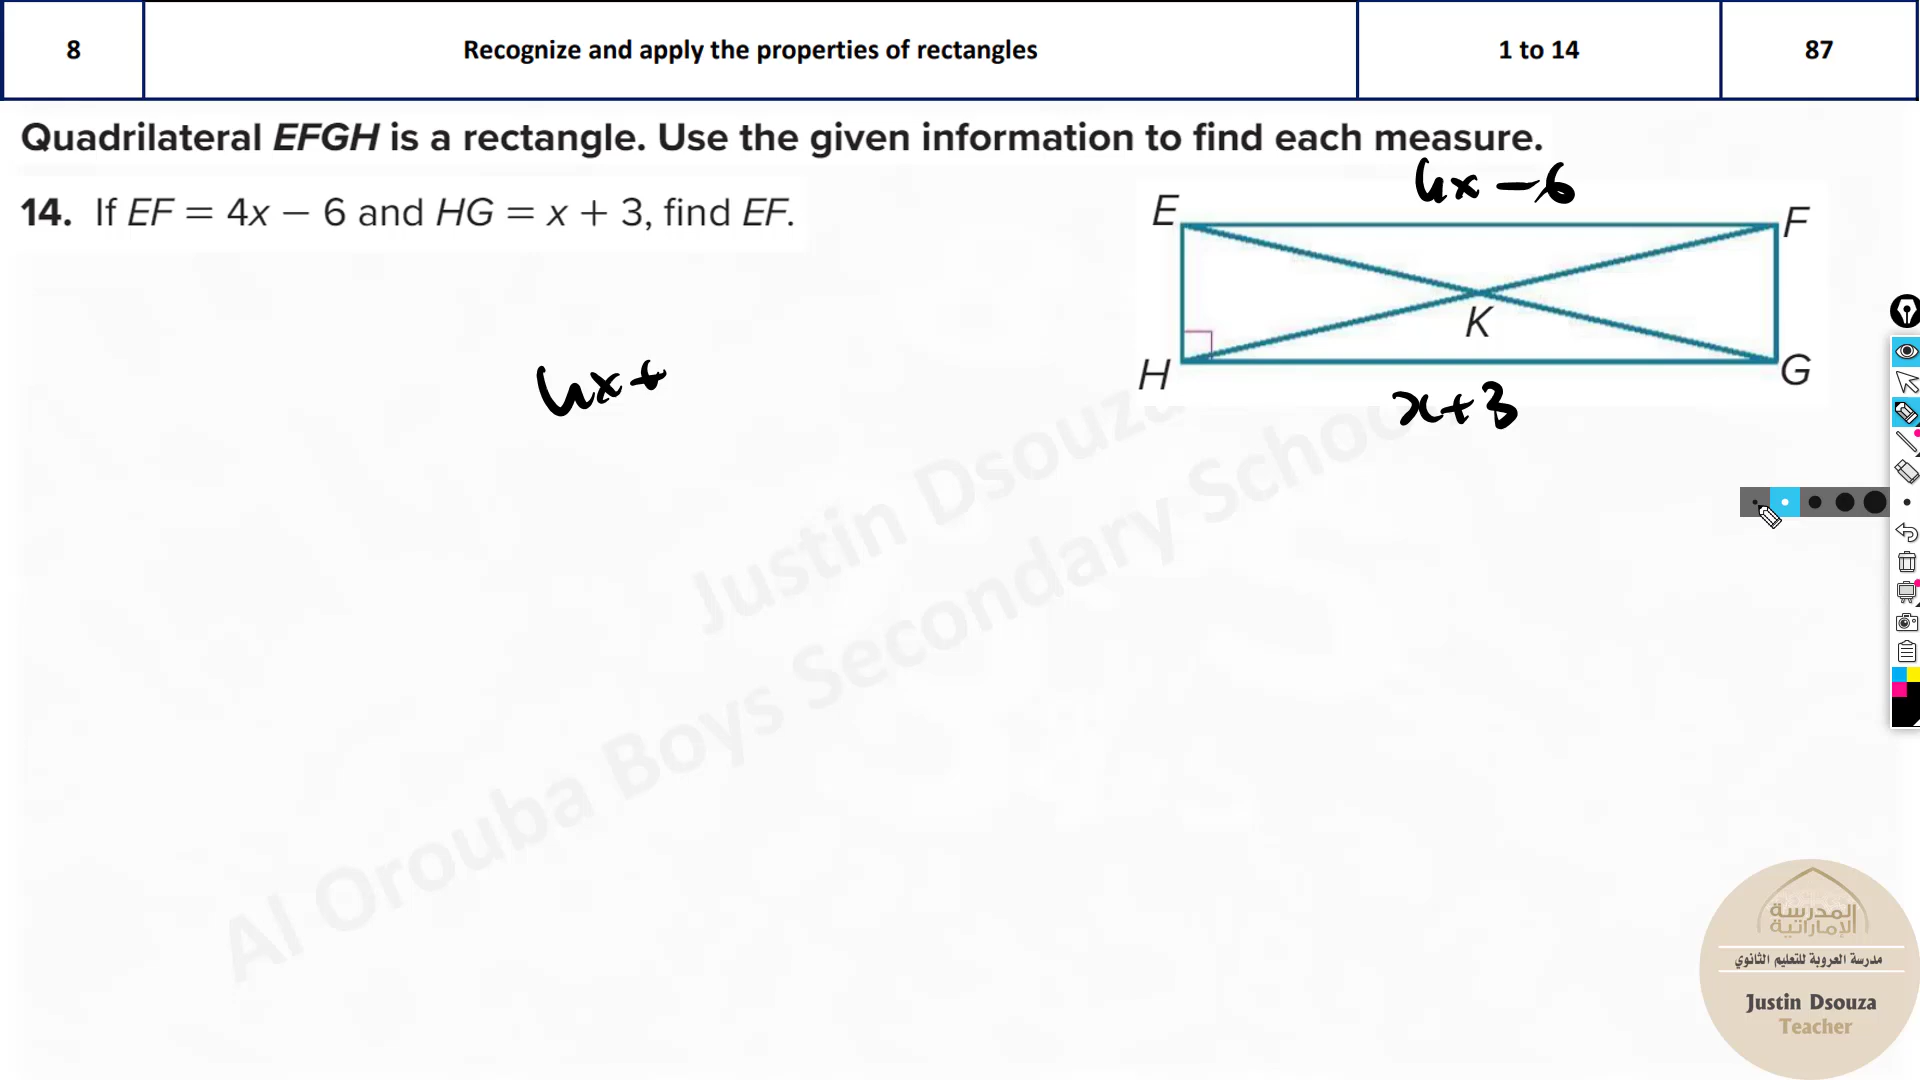 8 Recognize and apply the properties of rectangles 1 to 14 87
Quadrilateral EFGH is a rectangle. Use the given information to find each measure.
14. If EF = 4x − 6 and HG = x + 3, find EF.
4x − 6
E
F
K
H
G
x + 3
4x +
Justin Dsouza
Al Orouba Boys Secondary School
المدرسة
الإماراتية
مدرسة العروبة للتعليم الثانوي
Justin Dsouza
Teacher